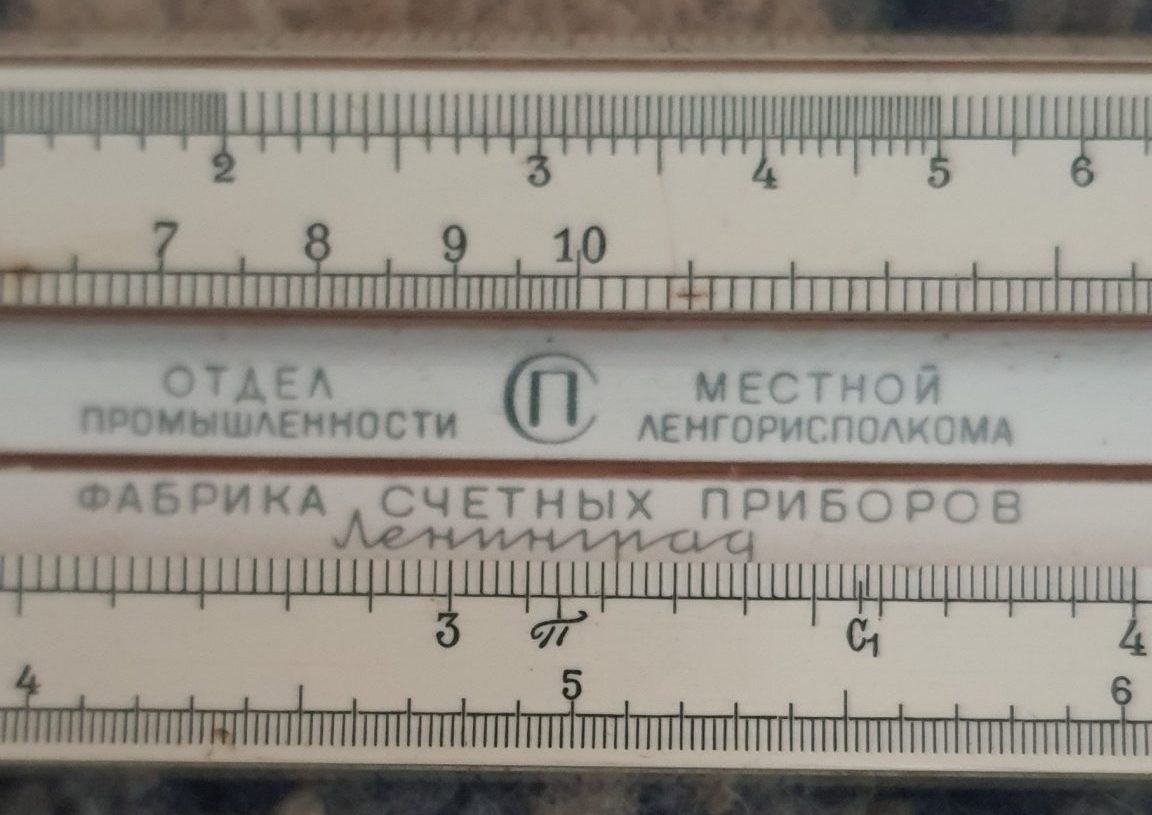 2 3 4 5 6
7 8 9 10
ОТДЕЛ СП МЕСТНОЙ
ПРОМЫШЛЕННОСТИ ЛЕНГОРИСПОЛКОМА
ФАБРИКА СЧЕТНЫХ ПРИБОРОВ
Ленинград
3 π C₁ 4
4 5 6